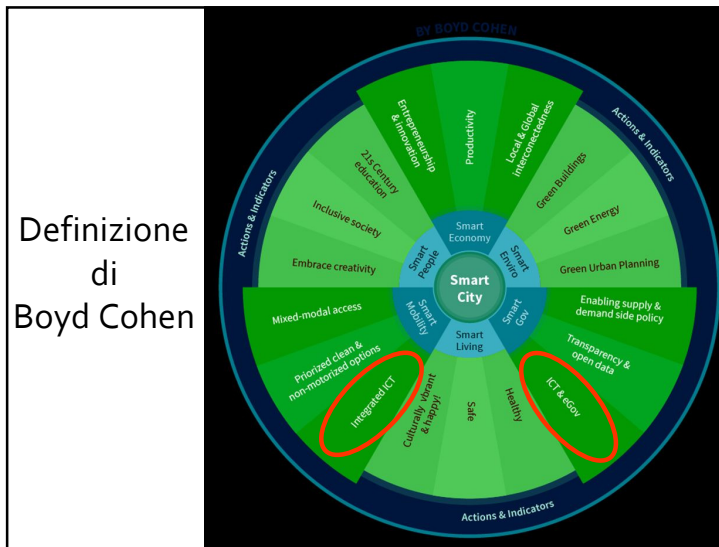 Definizione
di
Boyd Cohen
BY BOYD COHEN
Actions & Indicators
Actions & Indicators
Actions & Indicators
Entrepreneurship
& innovation
Productivity
Local & Global
Interconectedness
Green Buildings
Green Energy
Green Urban Planning
Enabling supply &
demand side policy
Transparency &
open data
ICT & eGov
Healthy
Safe
Culturally vbrant
& happy!
Integrated ICT
Priorized clean &
non-motorized options
Mixed-modal access
Embrace creativity
Inclusive society
21s Century
education
Smart
Economy
Smart
Enviro
Smart
Gov
Smart
Living
Smart
Mobility
Smart
People
Smart
City